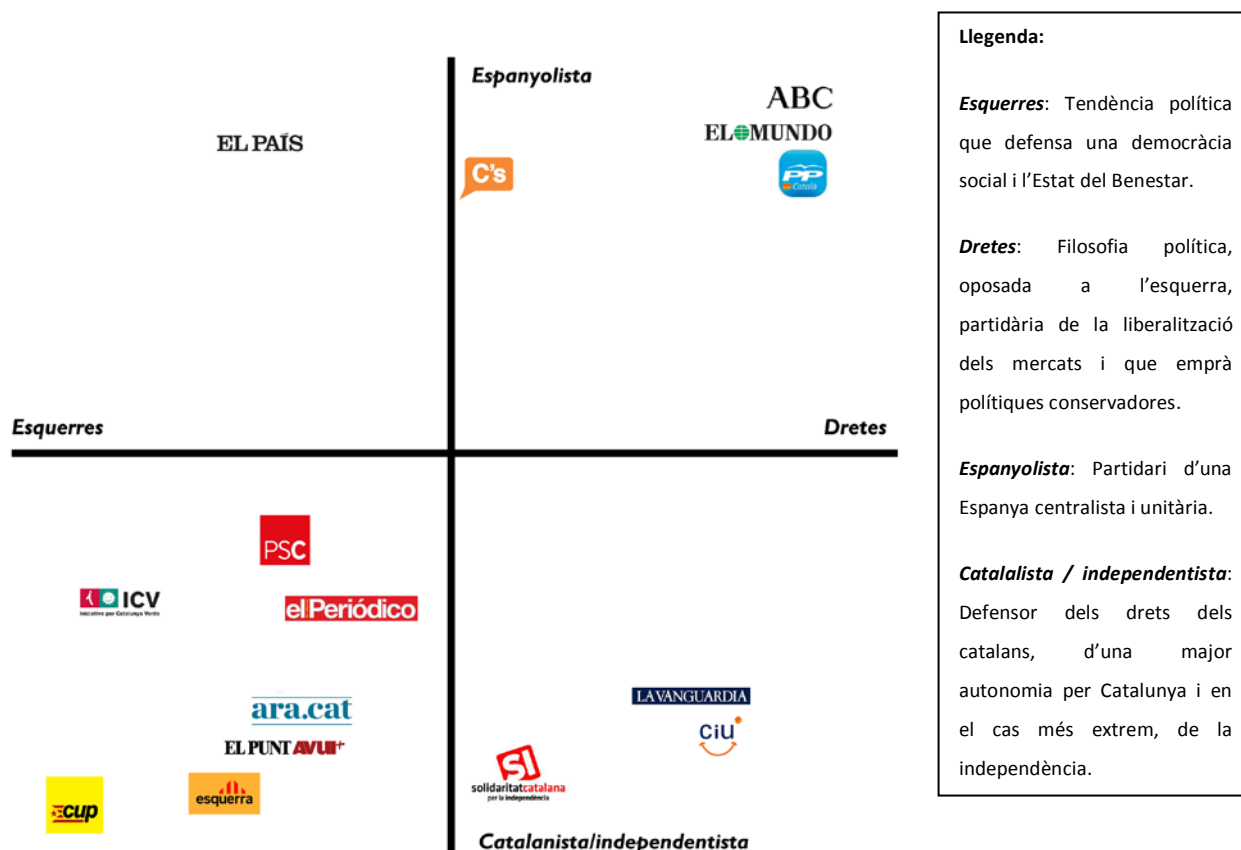 Espanyolista
ABC
EL MUNDO
EL PAÍS
C's
PP
Català
Esquerres
Dretes
PSC
ICV
Iniciativa per Catalunya Verds
elPeriódico
LAVANGUARDIA
ara.cat
CiU
EL PUNT AVUI+
SI
solidaritatcatalana
per la independència
esquerra
cup
Catalanista/independentista
Llegenda:
Esquerres: Tendència política
que defensa una democràcia
social i l'Estat del Benestar.
Dretes: Filosofia política,
oposada a l'esquerra,
partidària de la liberalització
dels mercats i que emprà
polítiques conservadores.
Espanyolista: Partidari d'una
Espanya centralista i unitària.
Catalalista / independentista:
Defensor dels drets dels
catalans, d'una major
autonomia per Catalunya i en
el cas més extrem, de la
independència.